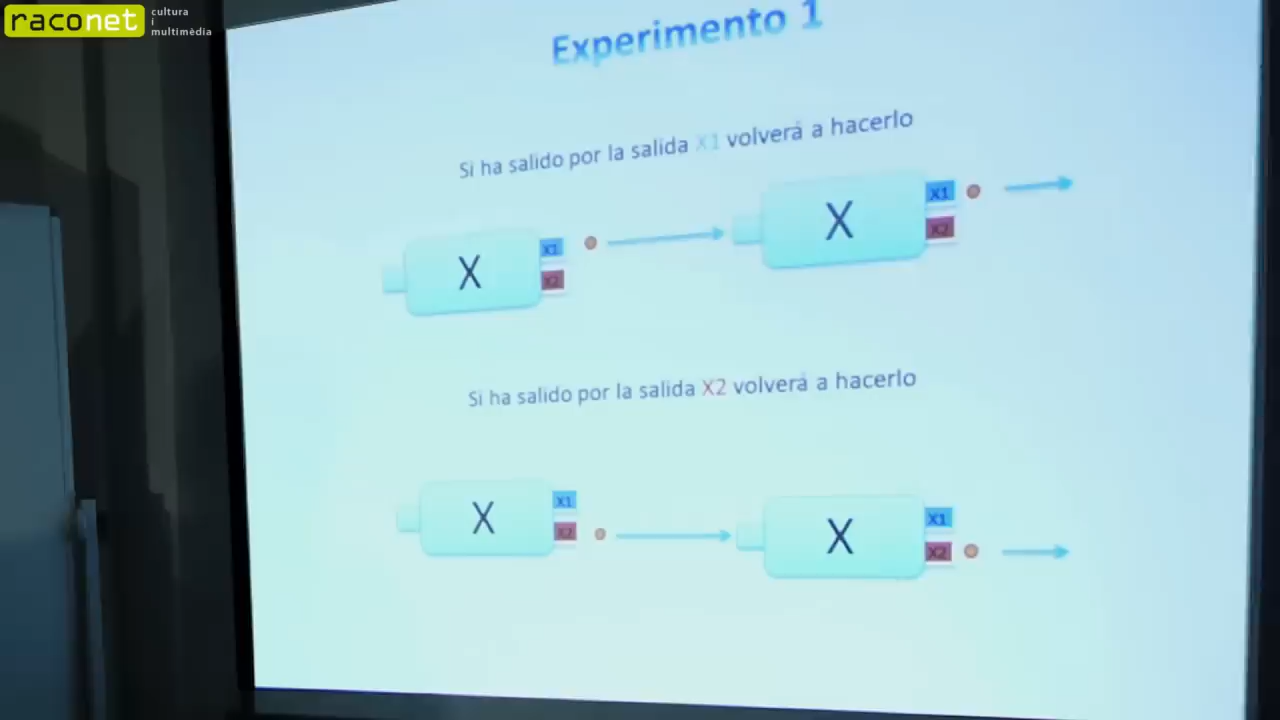 raconet
cultura
i
multimèdia
Experimento 1
Si ha salido por la salida X1 volverá a hacerlo
X
X1
X2
X
X1
X2
Si ha salido por la salida X2 volverá a hacerlo
X
X1
X2
X
X1
X2